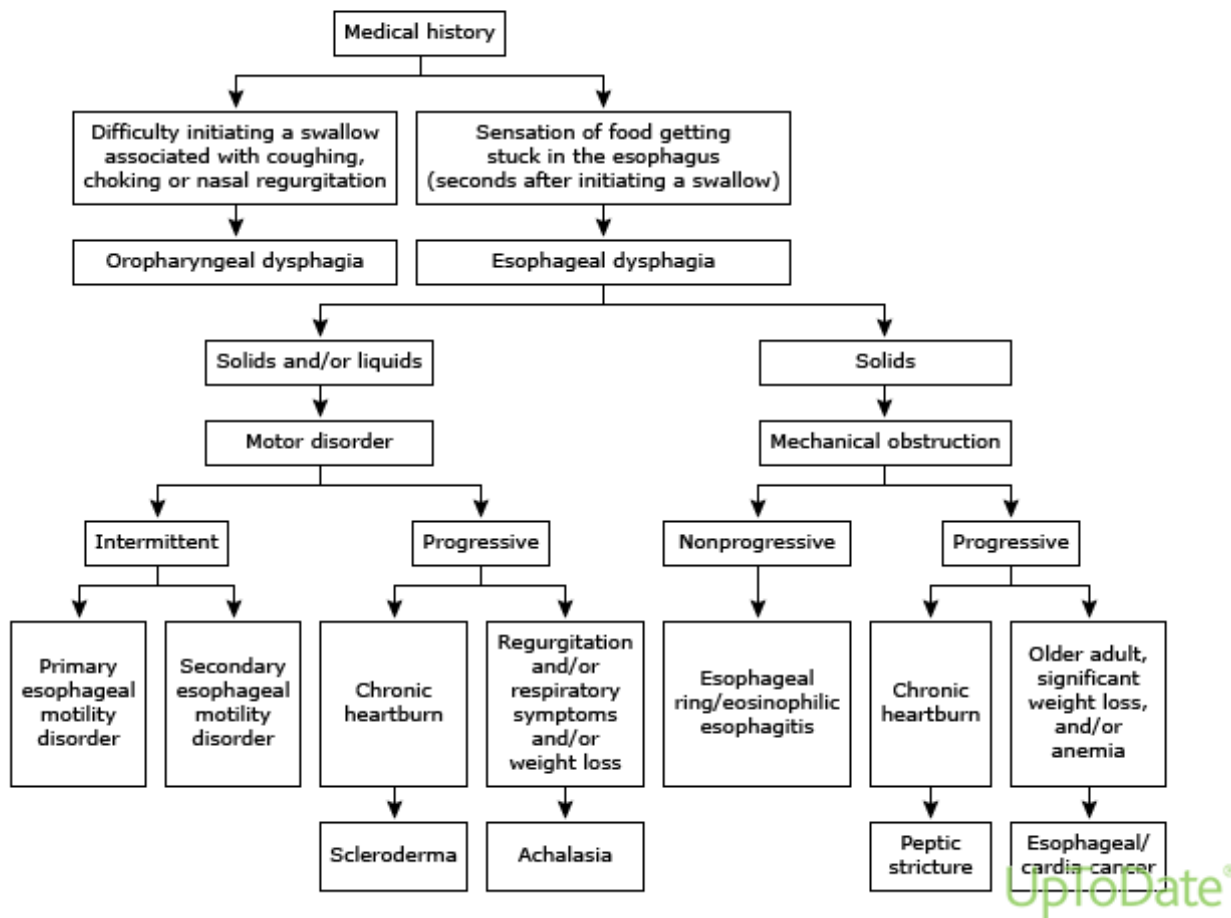 Medical history
Difficulty initiating a swallow
associated with coughing,
choking or nasal regurgitation
Sensation of food getting
stuck in the esophagus
(seconds after initiating a swallow)
Oropharyngeal dysphagia
Esophageal dysphagia
Solids and/or liquids
Solids
Motor disorder
Mechanical obstruction
Intermittent
Progressive
Nonprogressive
Progressive
Primary
esophageal
motility
disorder
Secondary
esophageal
motility
disorder
Chronic
heartburn
Regurgitation
and/or
respiratory
symptoms
and/or
weight loss
Esophageal
ring/eosinophilic
esophagitis
Chronic
heartburn
Older adult,
significant
weight loss,
and/or
anemia
Scleroderma
Achalasia
Peptic
stricture
Esophageal/
cardia cancer
UpToDate®